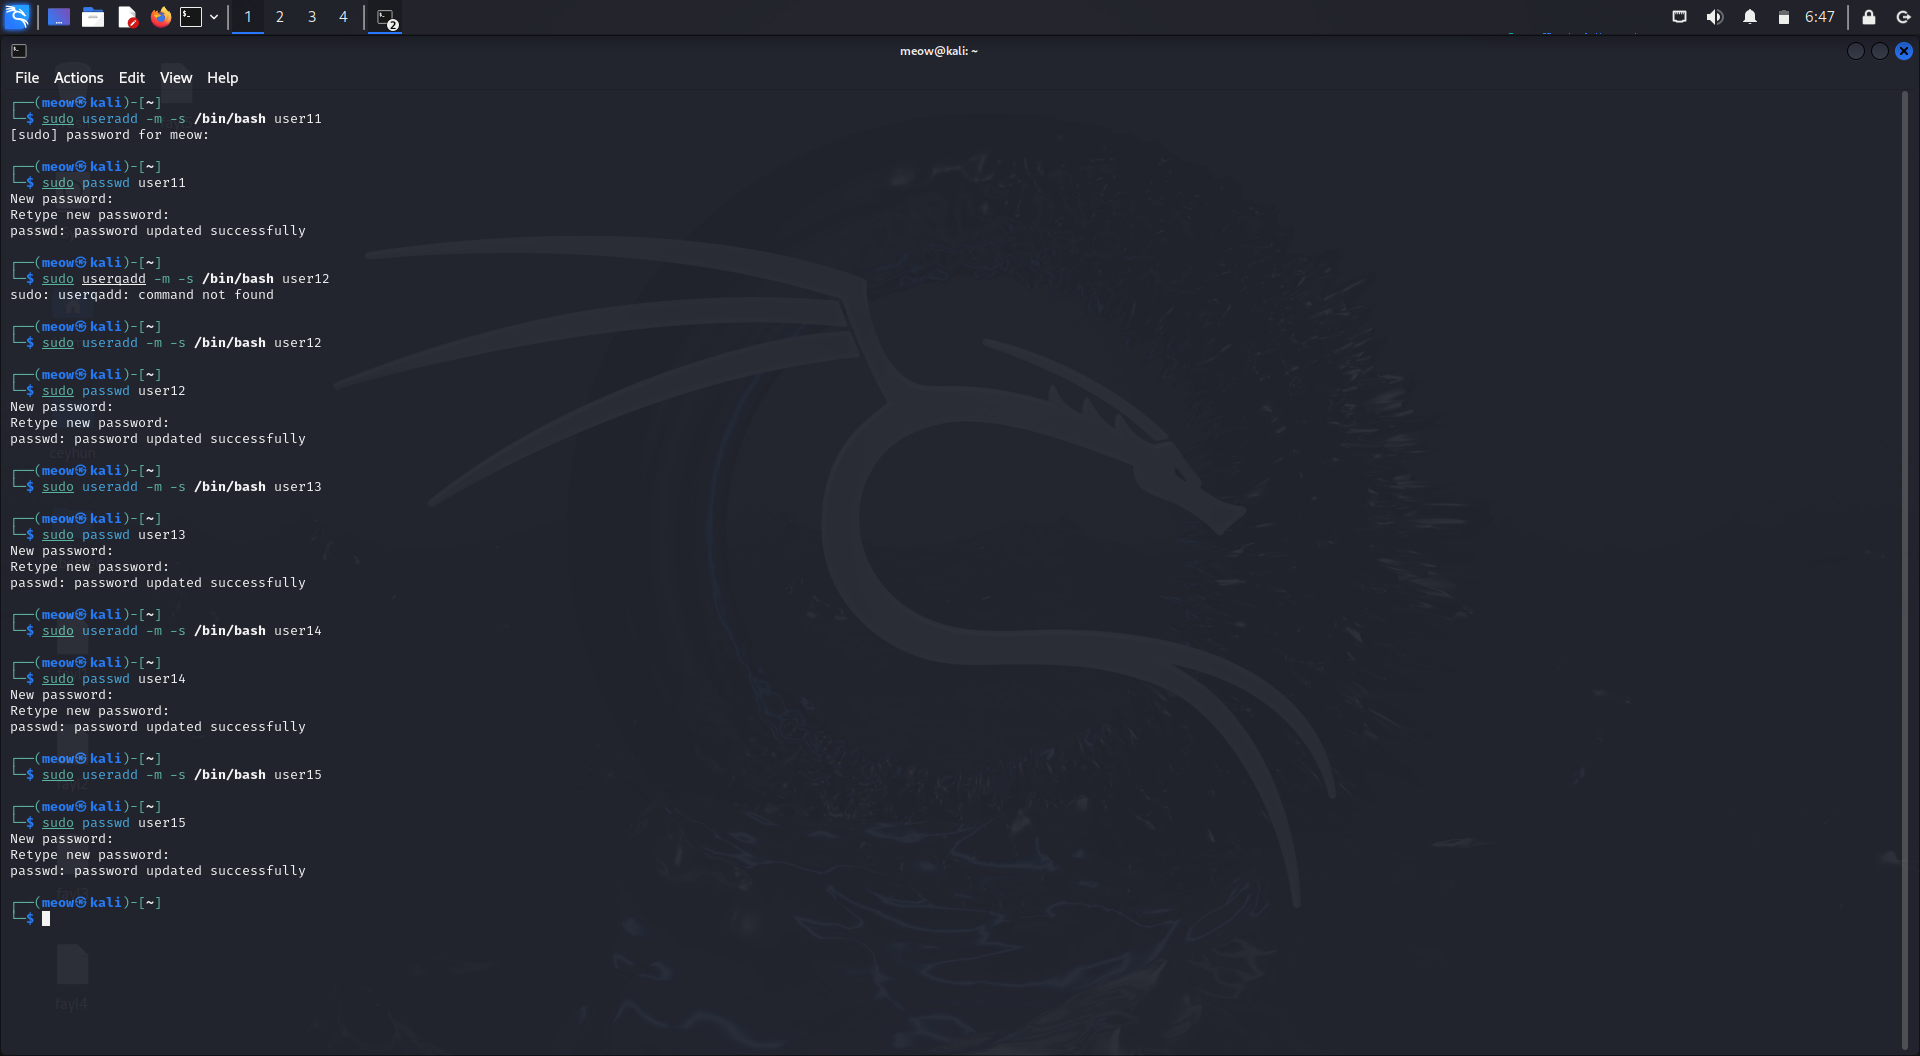 1 2 3 4 2 6:47
meow@kali: ~
File Actions Edit View Help
┌──(meow㉿kali)-[~]
└─$ sudo useradd -m -s /bin/bash user11
[sudo] password for meow:
┌──(meow㉿kali)-[~]
└─$ sudo passwd user11
New password:
Retype new password:
passwd: password updated successfully
┌──(meow㉿kali)-[~]
└─$ sudo userqadd -m -s /bin/bash user12
sudo: userqadd: command not found
┌──(meow㉿kali)-[~]
└─$ sudo useradd -m -s /bin/bash user12
┌──(meow㉿kali)-[~]
└─$ sudo passwd user12
New password:
Retype new password:
passwd: password updated successfully
ceyhun
┌──(meow㉿kali)-[~]
└─$ sudo useradd -m -s /bin/bash user13
┌──(meow㉿kali)-[~]
└─$ sudo passwd user13
New password:
Retype new password:
passwd: password updated successfully
┌──(meow㉿kali)-[~]
└─$ sudo useradd -m -s /bin/bash user14
┌──(meow㉿kali)-[~]
└─$ sudo passwd user14
New password:
Retype new password:
passwd: password updated successfully
┌──(meow㉿kali)-[~]
└─$ sudo useradd -m -s /bin/bash user15
fayl2
┌──(meow㉿kali)-[~]
└─$ sudo passwd user15
New password:
Retype new password:
passwd: password updated successfully
fayl3
┌──(meow㉿kali)-[~]
└─$
fayl4